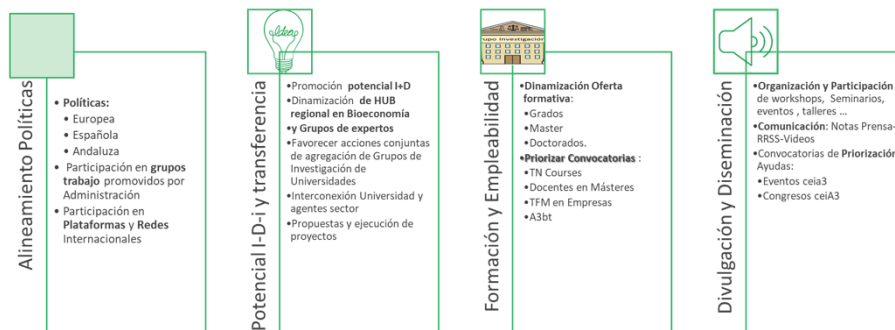 Alineamiento Políticas
• Políticas:
• Europea
• Española
• Andaluza
• Participación en grupos
trabajo promovidos por
Administración
• Participación en
Plataformas y Redes
Internacionales
Idea
Potencial I-D-i y transferencia
•Promoción potencial I+D
•Dinamización de HUB
regional en Bioeconomía
•y Grupos de expertos
•Favorecer acciones conjuntas
de agregación de Grupos de
Investigación de
Universidades
•Interconexión Universidad y
agentes sector
•Propuestas y ejecución de
proyectos
upo Investigación
Formación y Empleabilidad
•Dinamización Oferta
formativa:
•Grados
•Master
•Doctorados.
•Priorizar Convocatorias :
•TN Courses
•Docentes en Másteres
•TFM en Empresas
•A3bt
Divulgación y Diseminación
•Organización y Participación
de workshops, Seminarios,
eventos , talleres ...
•Comunicación: Notas Prensa-
RRSS-Videos
•Convocatorias de Priorización
Ayudas:
•Eventos ceia3
•Congresos ceiA3